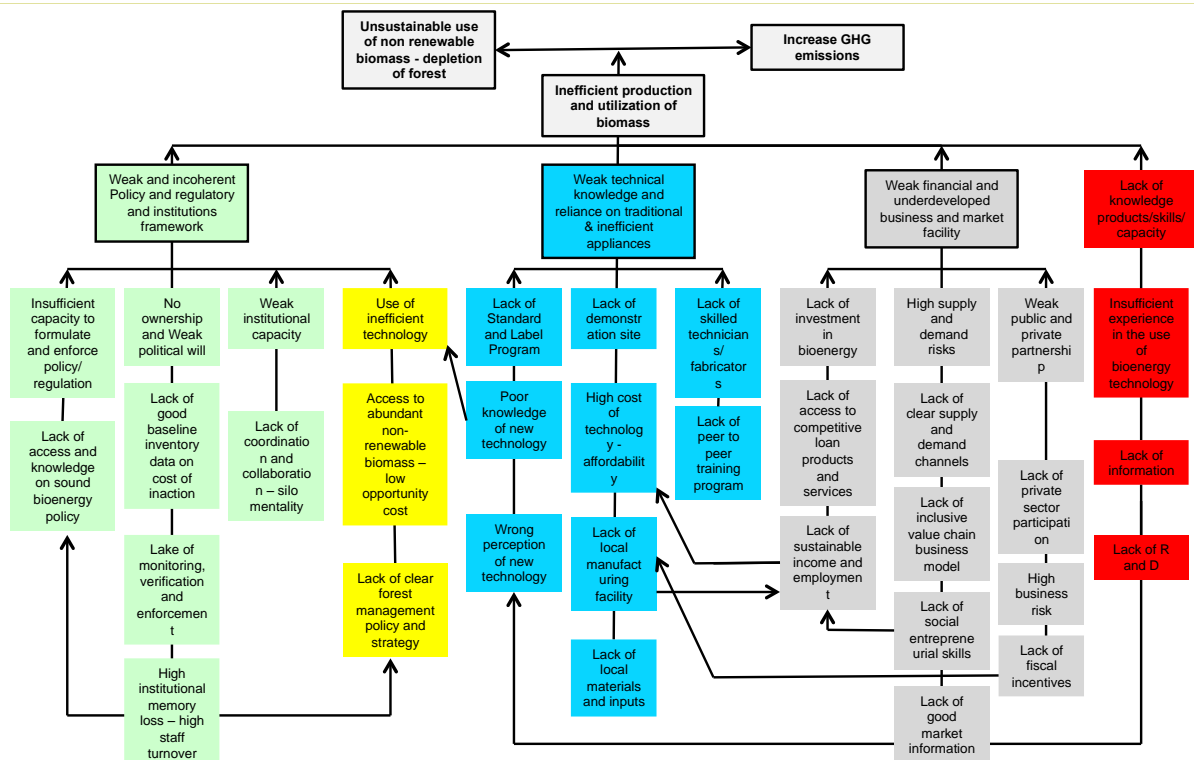 Unsustainable use
of non renewable
biomass - depletion
of forest
Increase GHG
emissions
Inefficient production
and utilization of
biomass
Weak and incoherent
Policy and regulatory
and institutions
framework
Weak technical
knowledge and
reliance on traditional
& inefficient
appliances
Weak financial and
underdeveloped
business and market
facility
Lack of
knowledge
products/skills/
capacity
Insufficient
capacity to
formulate and
enforce
policy/
regulation
No
ownership
and Weak
political will
Weak
institutional
capacity
Use of
inefficient
technology
Lack of
Standard and
Label Program
Lack of
demonstr
ation site
Lack of
skilled
technician
s/
fabricator
s
Lack of
investment
in
bioenergy
High supply
and
demand
risks
Weak
public and
private
partnershi
p
Insufficient
experience
in the use
of
bioenergy
technology
Lack of
access and
knowledge
on sound
bioenergy
policy
Lack of
good
baseline
inventory
data on
cost of
inaction
Lack of
coordinatio
n and
collaboratio
n – silo
mentality
Access to
abundant
non-
renewable
biomass –
low
opportunity
cost
Poor
knowledge
of new
technology
High
cost of
technolog
y -
affordabilit
y
Lack of
peer to
peer
training
program
Lack of
access to
competitive
loan
products
and
services
Lack of
clear supply
and
demand
channels
Lack of
private
sector
participati
on
Lack of
information
Lake of
monitoring,
verification
and
enforcemen
t
Lack of clear
forest
management
policy and
strategy
Wrong
perception
of new
technology
Lack of
local
manufact
uring
facility
Lack of
sustainable
income and
employmen
t
Lack of
inclusive
value chain
business
model
High
business
risk
Lack of R
and D
High
institutional
memory
loss – high
staff
turnover
Lack of
local
materials
and inputs
Lack of
social
entreprene
urial skills
Lack of
fiscal
incentives
Lack of
good
market
information